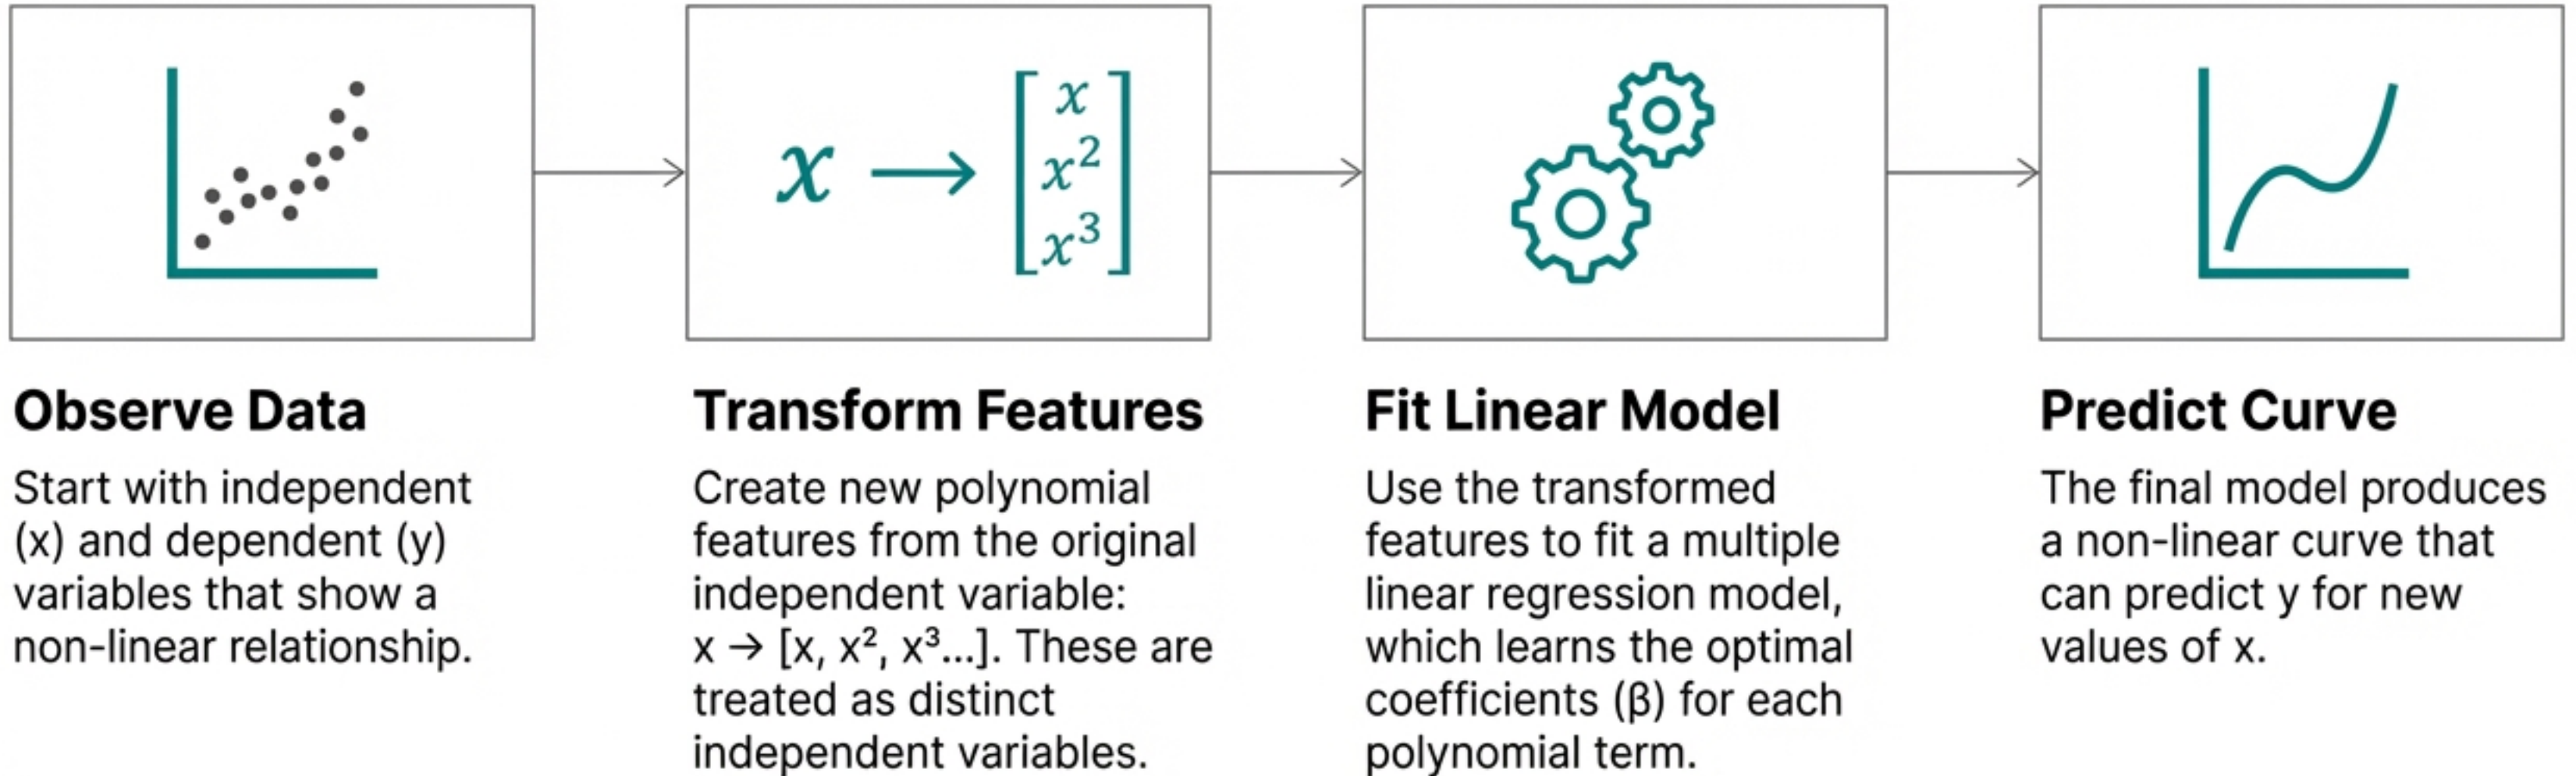 x → [x
x²
x³]
Observe Data
Start with independent
(x) and dependent (y)
variables that show a
non-linear relationship.
Transform Features
Create new polynomial
features from the original
independent variable:
x → [x, x², x³...]. These are
treated as distinct
independent variables.
Fit Linear Model
Use the transformed
features to fit a multiple
linear regression model,
which learns the optimal
coefficients (β) for each
polynomial term.
Predict Curve
The final model produces
a non-linear curve that
can predict y for new
values of x.